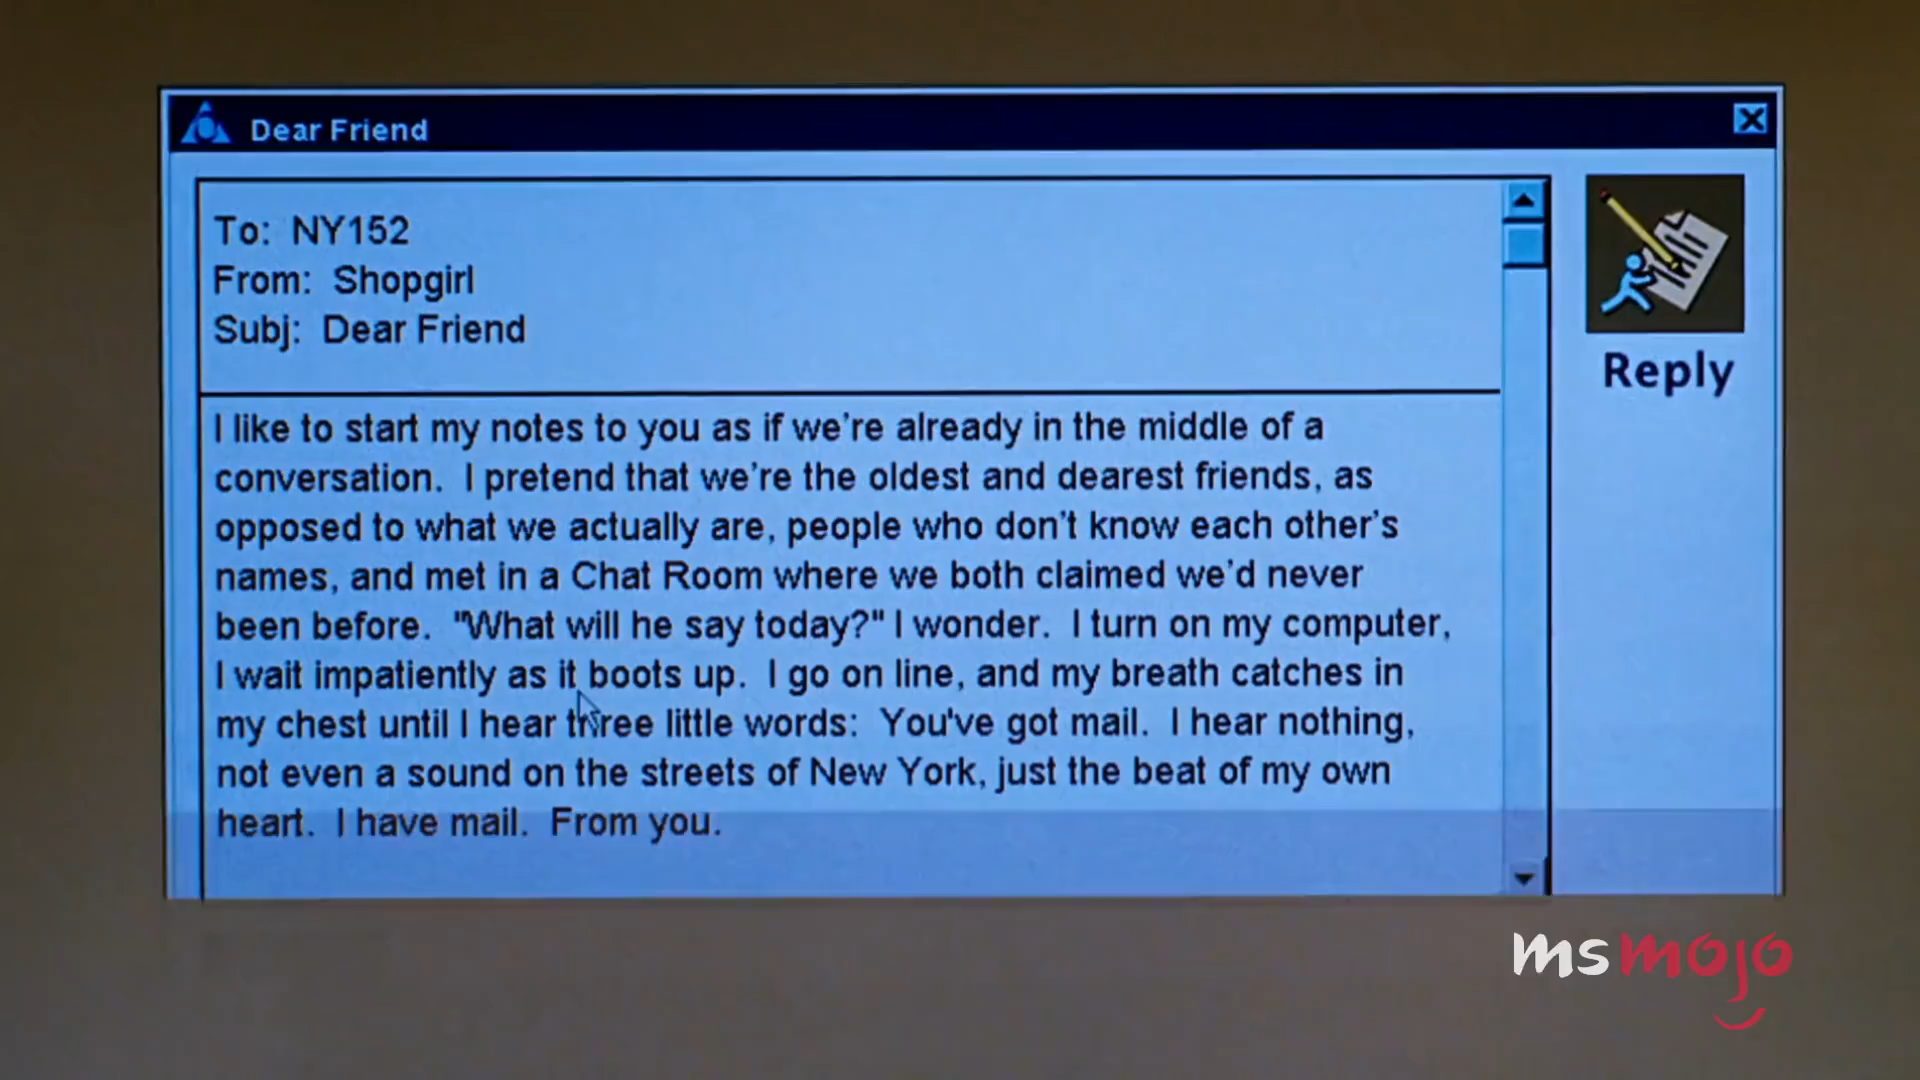 Dear Friend
To: NY152
From: Shopgirl
Subj: Dear Friend
Reply
I like to start my notes to you as if we're already in the middle of a
conversation. I pretend that we're the oldest and dearest friends, as
opposed to what we actually are, people who don't know each other's
names, and met in a Chat Room where we both claimed we'd never
been before. "What will he say today?" I wonder. I turn on my computer,
I wait impatiently as it boots up. I go on line, and my breath catches in
my chest until I hear three little words: You've got mail. I hear nothing,
not even a sound on the streets of New York, just the beat of my own
heart. I have mail. From you.
msmojo